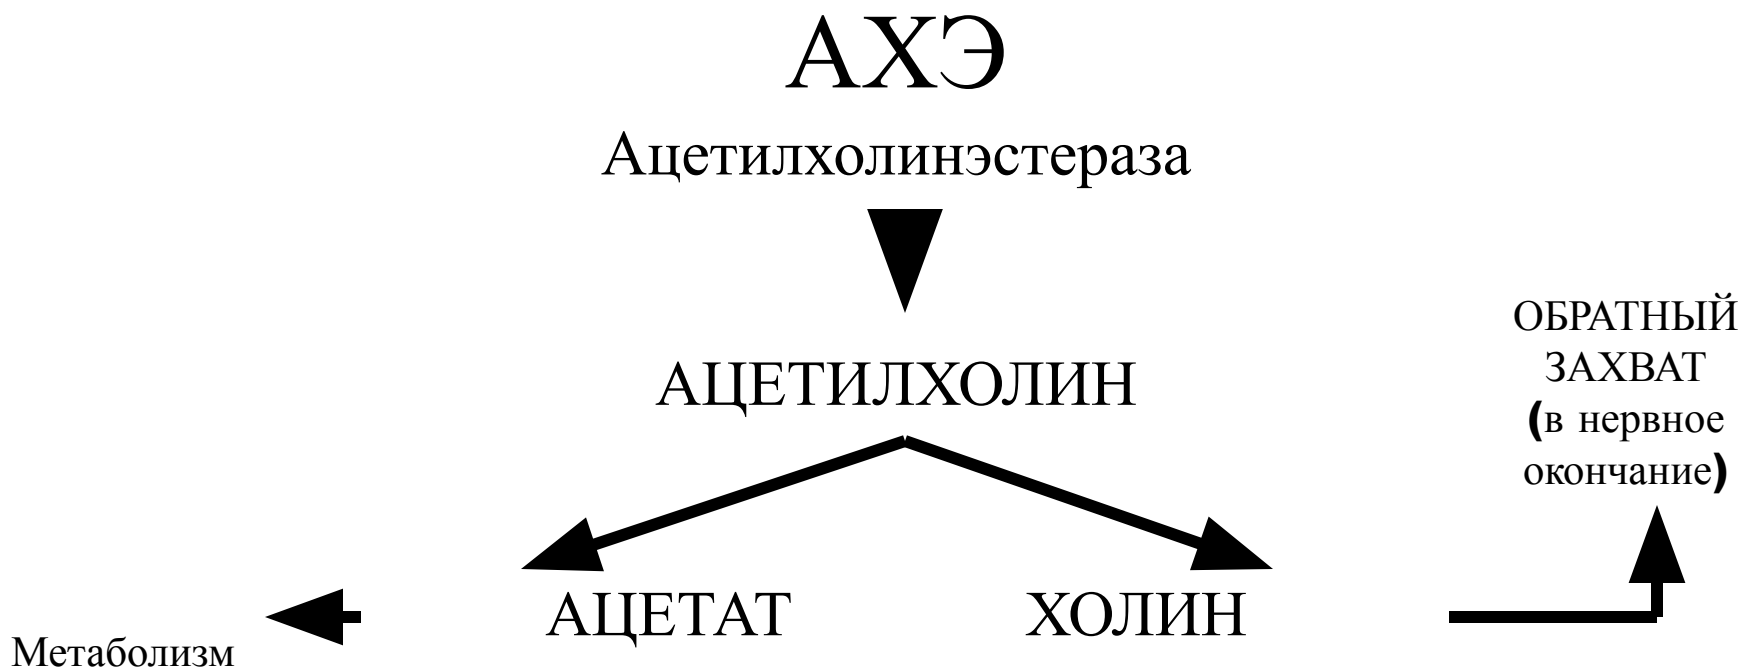 АХЭ
Ацетилхолинэстераза
АЦЕТИЛХОЛИН
ОБРАТНЫЙ
ЗАХВАТ
(в нервное
окончание)
АЦЕТАТ
ХОЛИН
Метаболизм